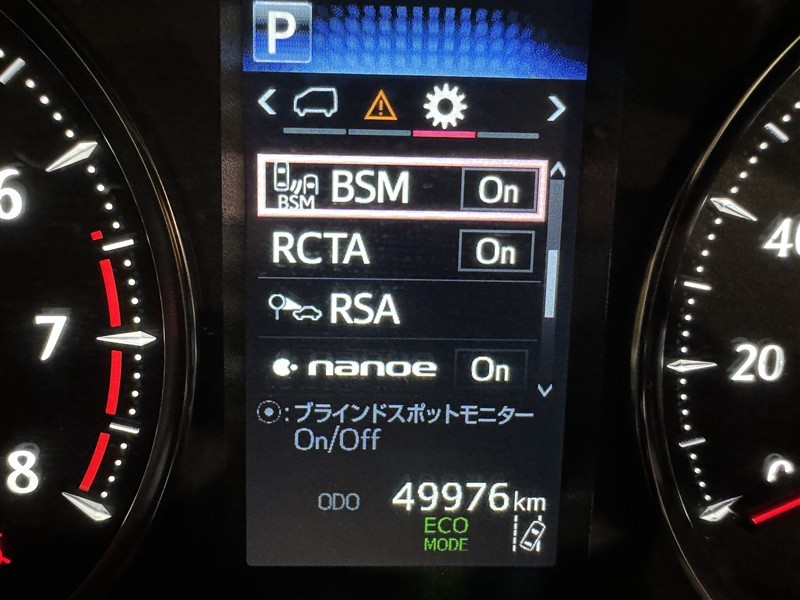 P
BSM BSM On
RCTA On
RSA
nanoe On
:ブラインドスポットモニター
On/Off
ODO 49976km
ECO
MODE
6
7
8
40
20
0